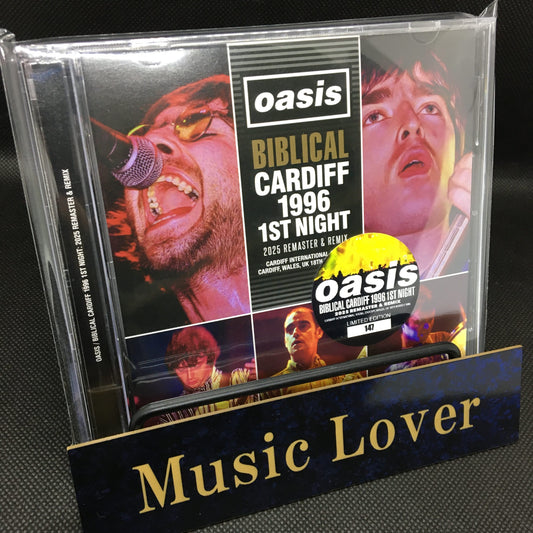 OASIS / BIBLICAL CARDIFF 1996 1ST NIGHT: 2025 REMASTER & REMIX
oasis
BIBLICAL
CARDIFF
1996
1ST NIGHT
2025 REMASTER & REMIX
CARDIFF INTERNATIONAL
CARDIFF, WALES, UK 18TH
oasis
BIBLICAL CARDIFF 1996 1ST NIGHT
2025 REMASTER & REMIX
LIMITED EDITION
147
Music Lover